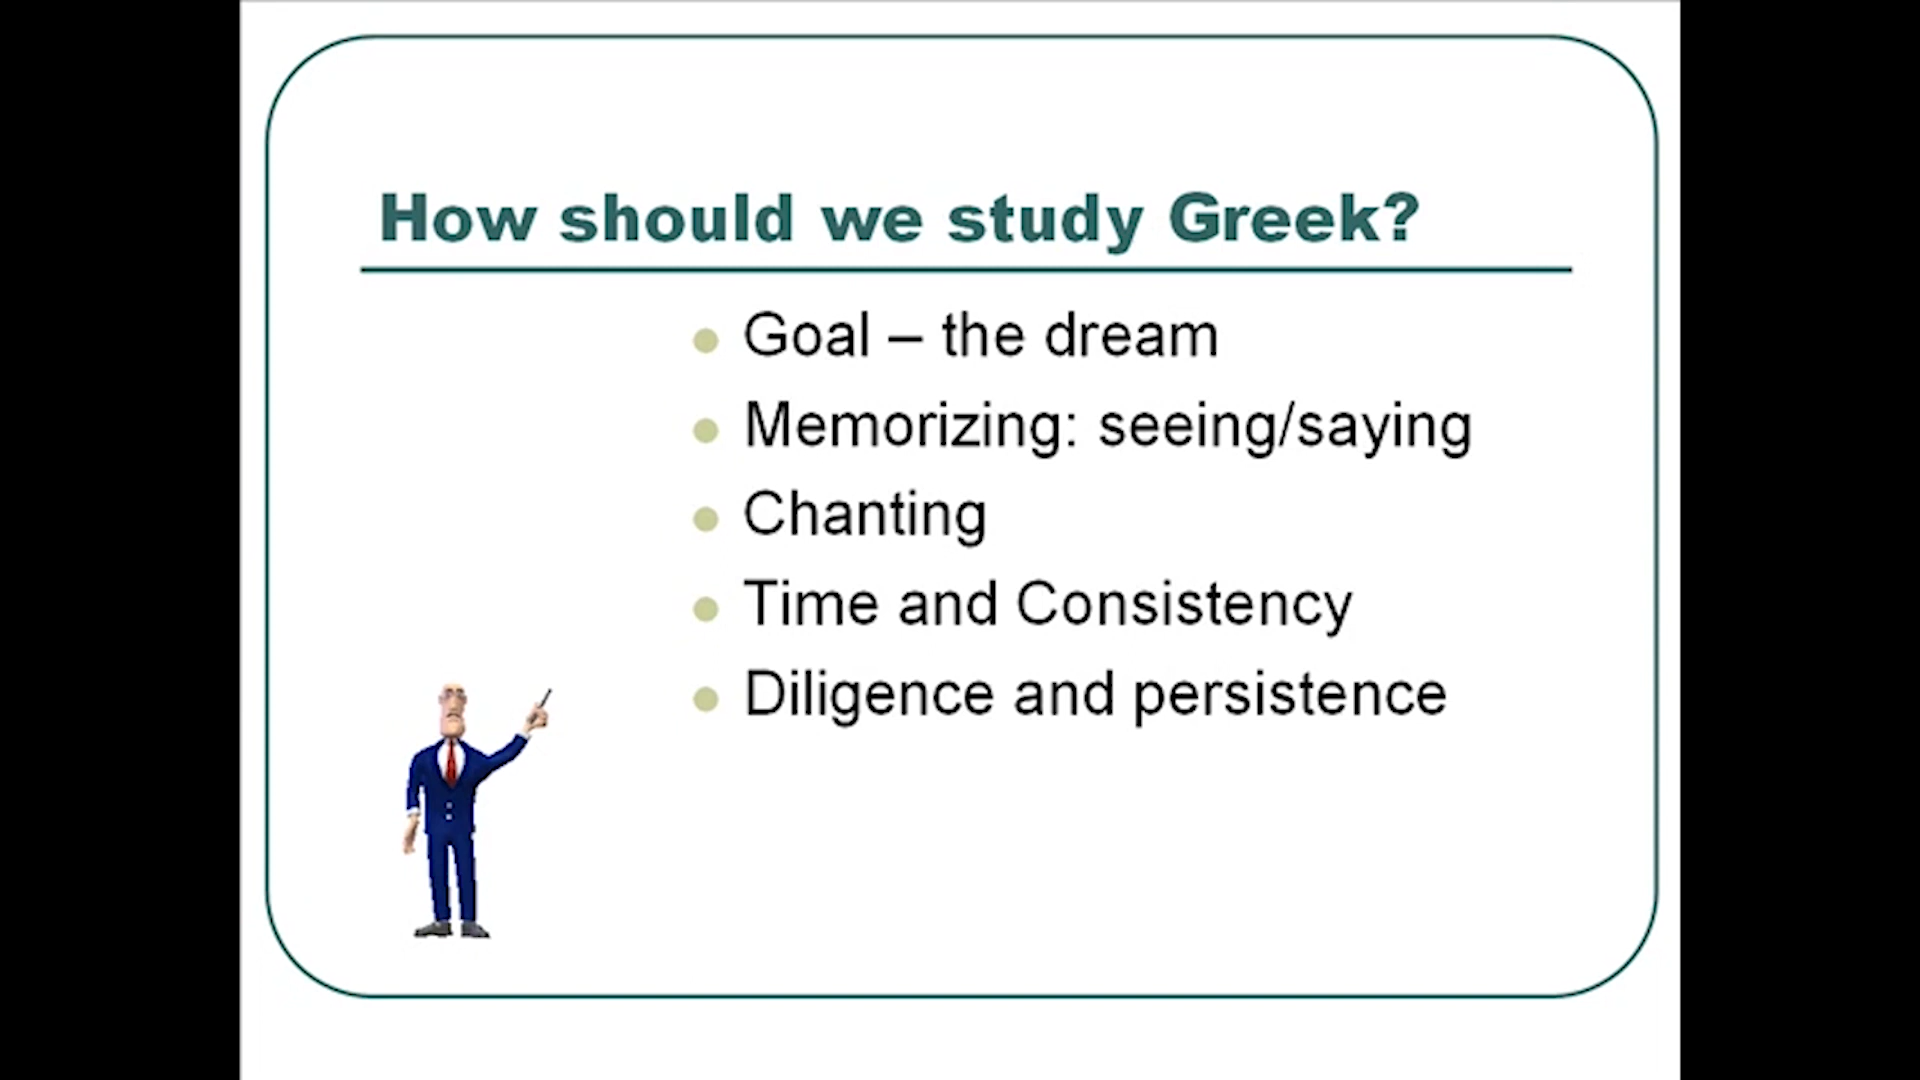 How should we study Greek?
Goal – the dream
Memorizing: seeing/saying
Chanting
Time and Consistency
Diligence and persistence